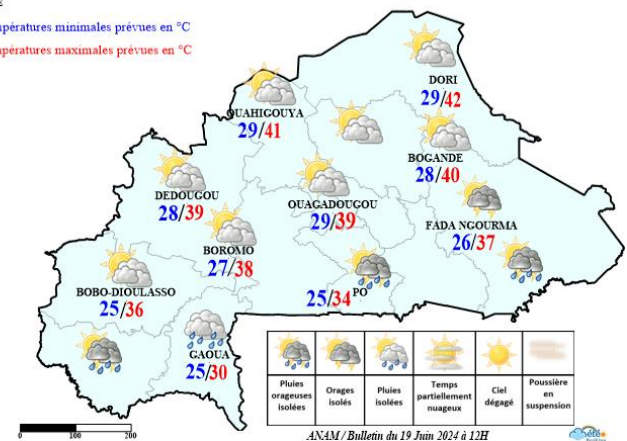 pératures minimales prévues en °C
pératures maximales prévues en °C
DORI
29/42
OUAHIGOUYA
29/41
BOGANDE
28/40
DEDOUGOU
28/39
OUAGADOUGOU
29/39
FADA NGOURMA
26/37
BOROMO
27/38
BOBO-DIOULASSO
25/36
25/34 PO
GAOUA
25/30
Pluies orageuses isolées
Orages isolés
Pluies isolées
Temps partiellement nuageux
Ciel dégagé
Poussière en suspension
0 100 200
ANAM / Bulletin du 19 Juin 2024 à 12H